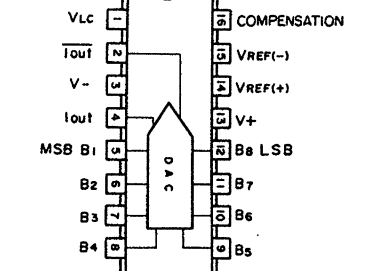 VLC 1 16 COMPENSATION
Iout 2 15 VREF(-)
V- 3 14 VREF(+)
Iout 4 13 V+
MSB B1 5 12 B8 LSB
B2 6 11 B7
B3 7 10 B6
B4 8 9 B5
DAC